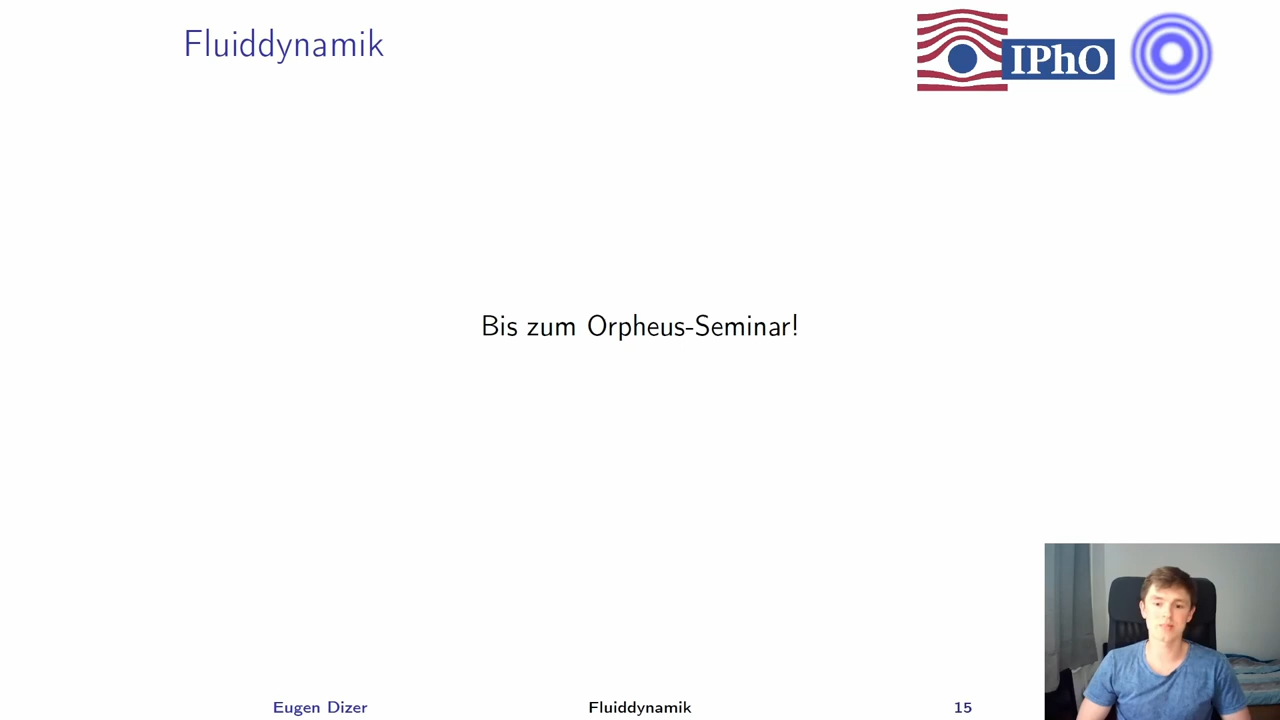 Fluiddynamik
IPhO
Bis zum Orpheus-Seminar!
Eugen Dizer
Fluiddynamik
15